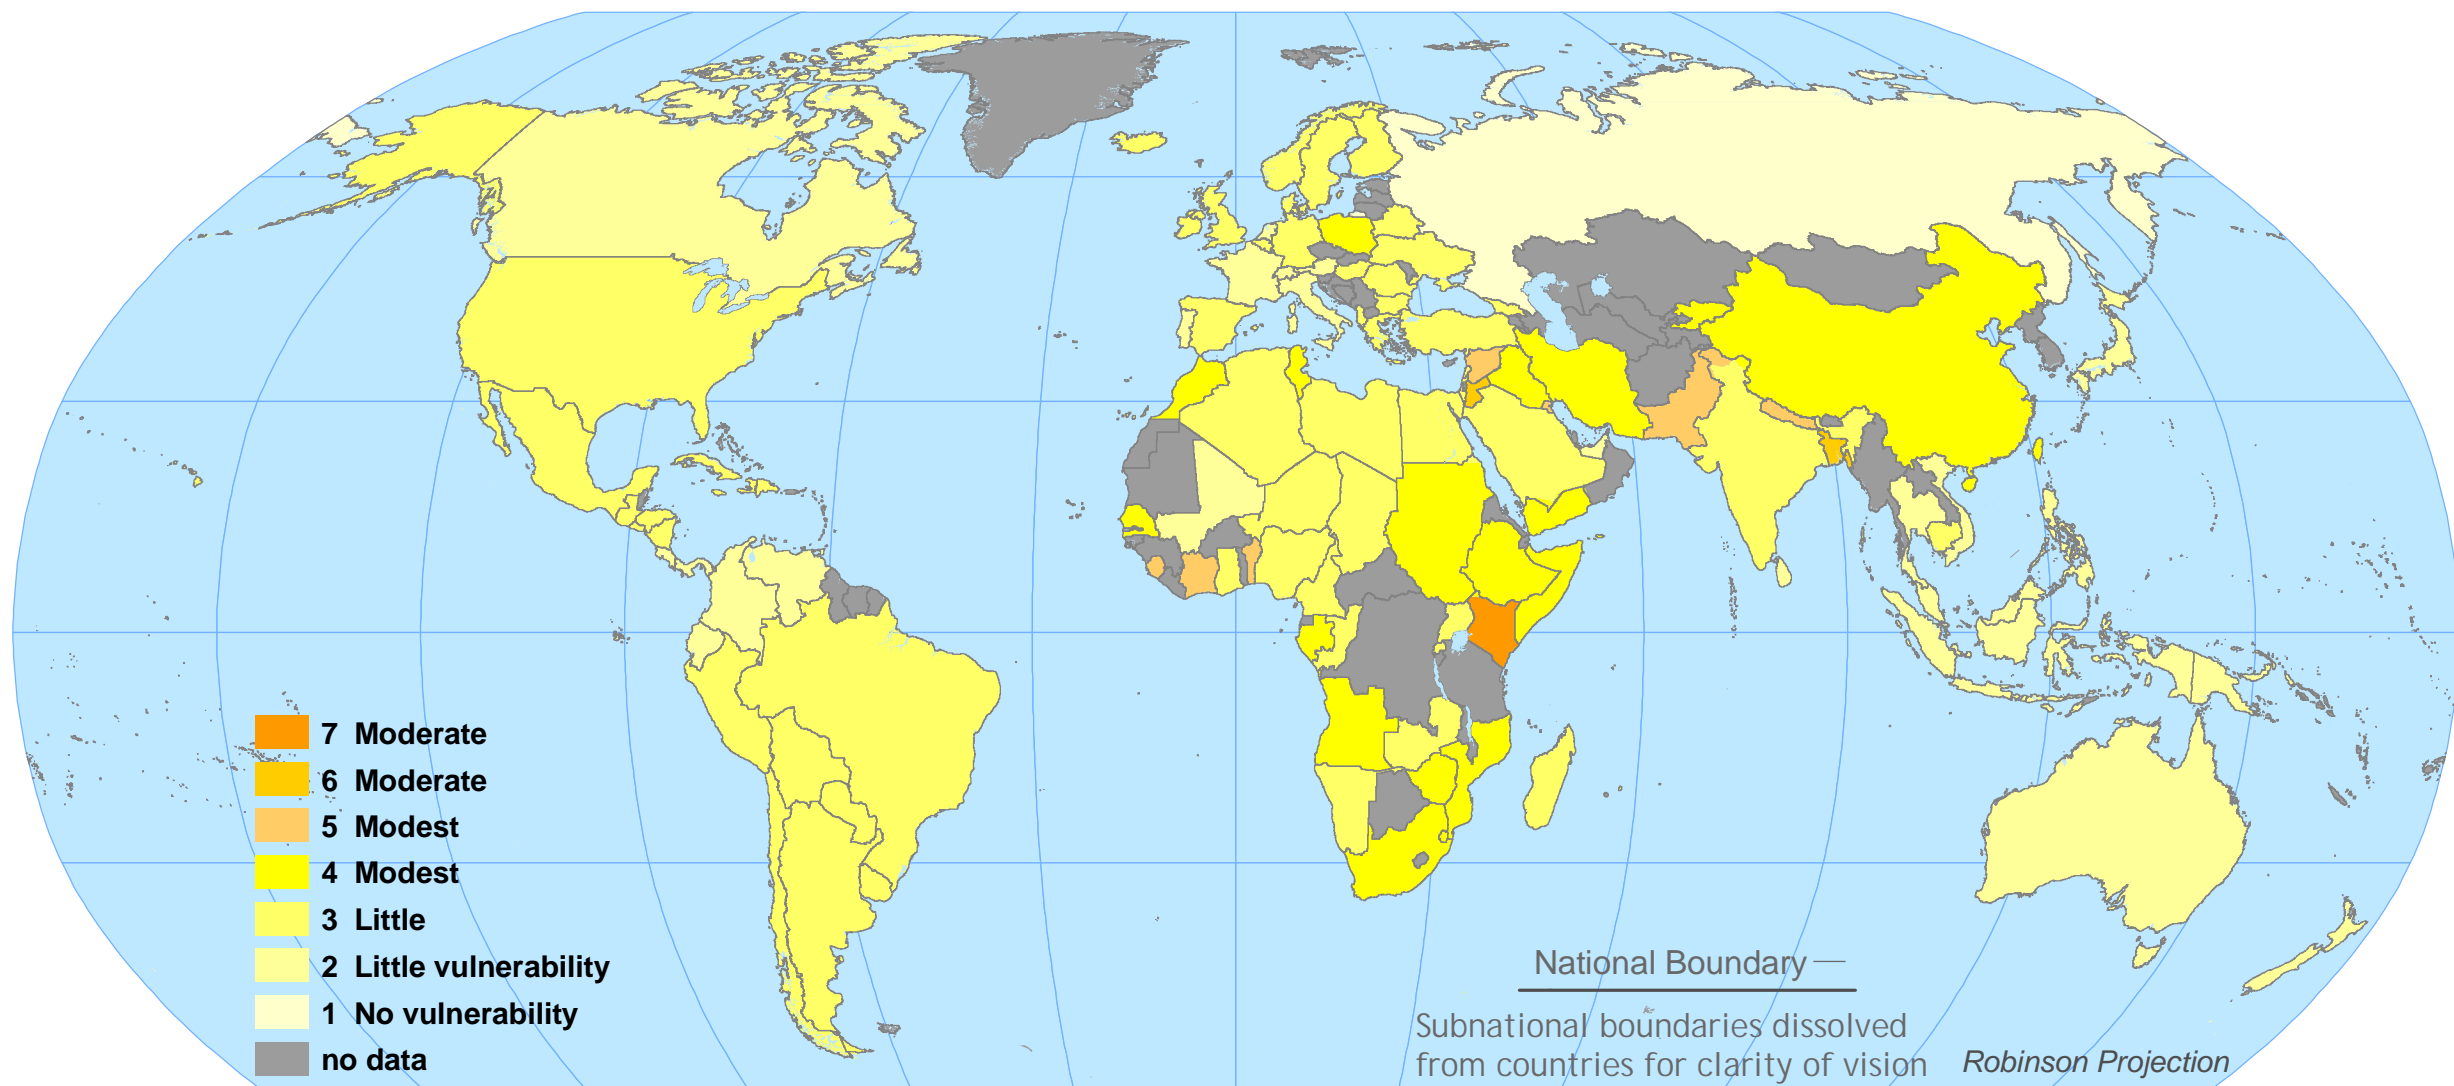 7 Moderate
6 Moderate
5 Modest
4 Modest
3 Little
2 Little vulnerability
1 No vulnerability
no data
National Boundary
Subnational boundaries dissolved
from countries for clarity of vision
Robinson Projection